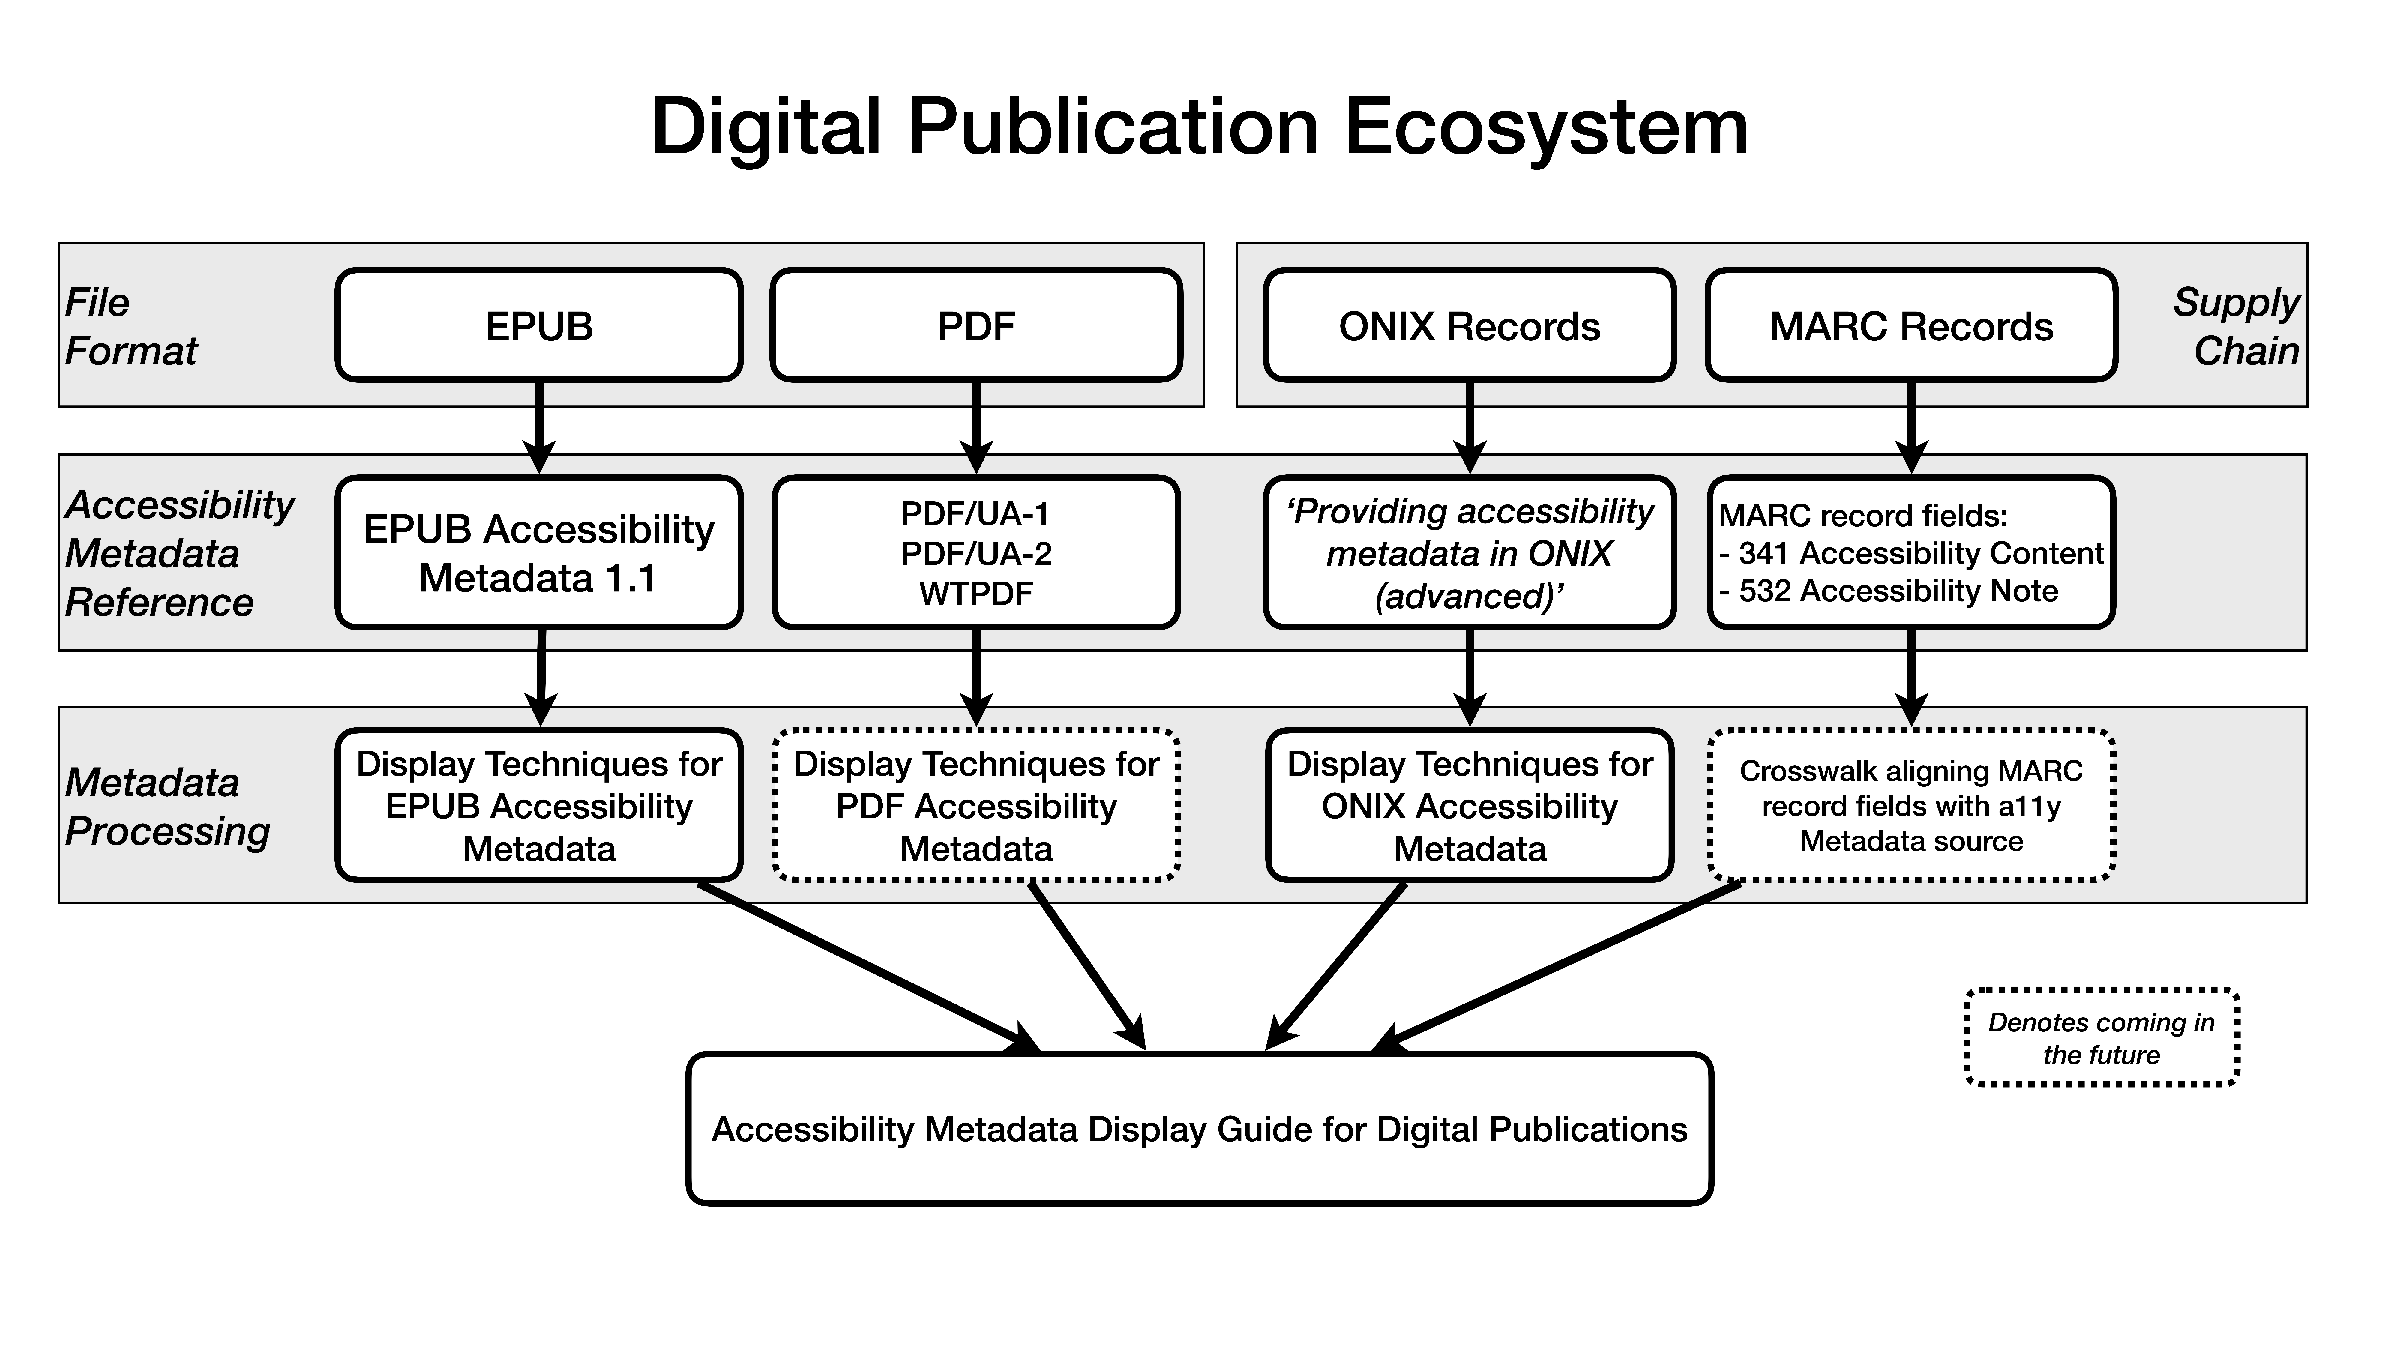 Digital Publication Ecosystem
File
Format
EPUB
PDF
ONIX Records
MARC Records
Supply
Chain
Accessibility
Metadata
Reference
EPUB Accessibility
Metadata 1.1
PDF/UA-1
PDF/UA-2
WTPDF
‘Providing accessibility
metadata in ONIX
(advanced)’
MARC record fields:
- 341 Accessibility Content
- 532 Accessibility Note
Metadata
Processing
Display Techniques for
EPUB Accessibility
Metadata
Display Techniques for
PDF Accessibility
Metadata
Display Techniques for
ONIX Accessibility
Metadata
Crosswalk aligning MARC
record fields with a11y
Metadata source
Denotes coming in
the future
Accessibility Metadata Display Guide for Digital Publications